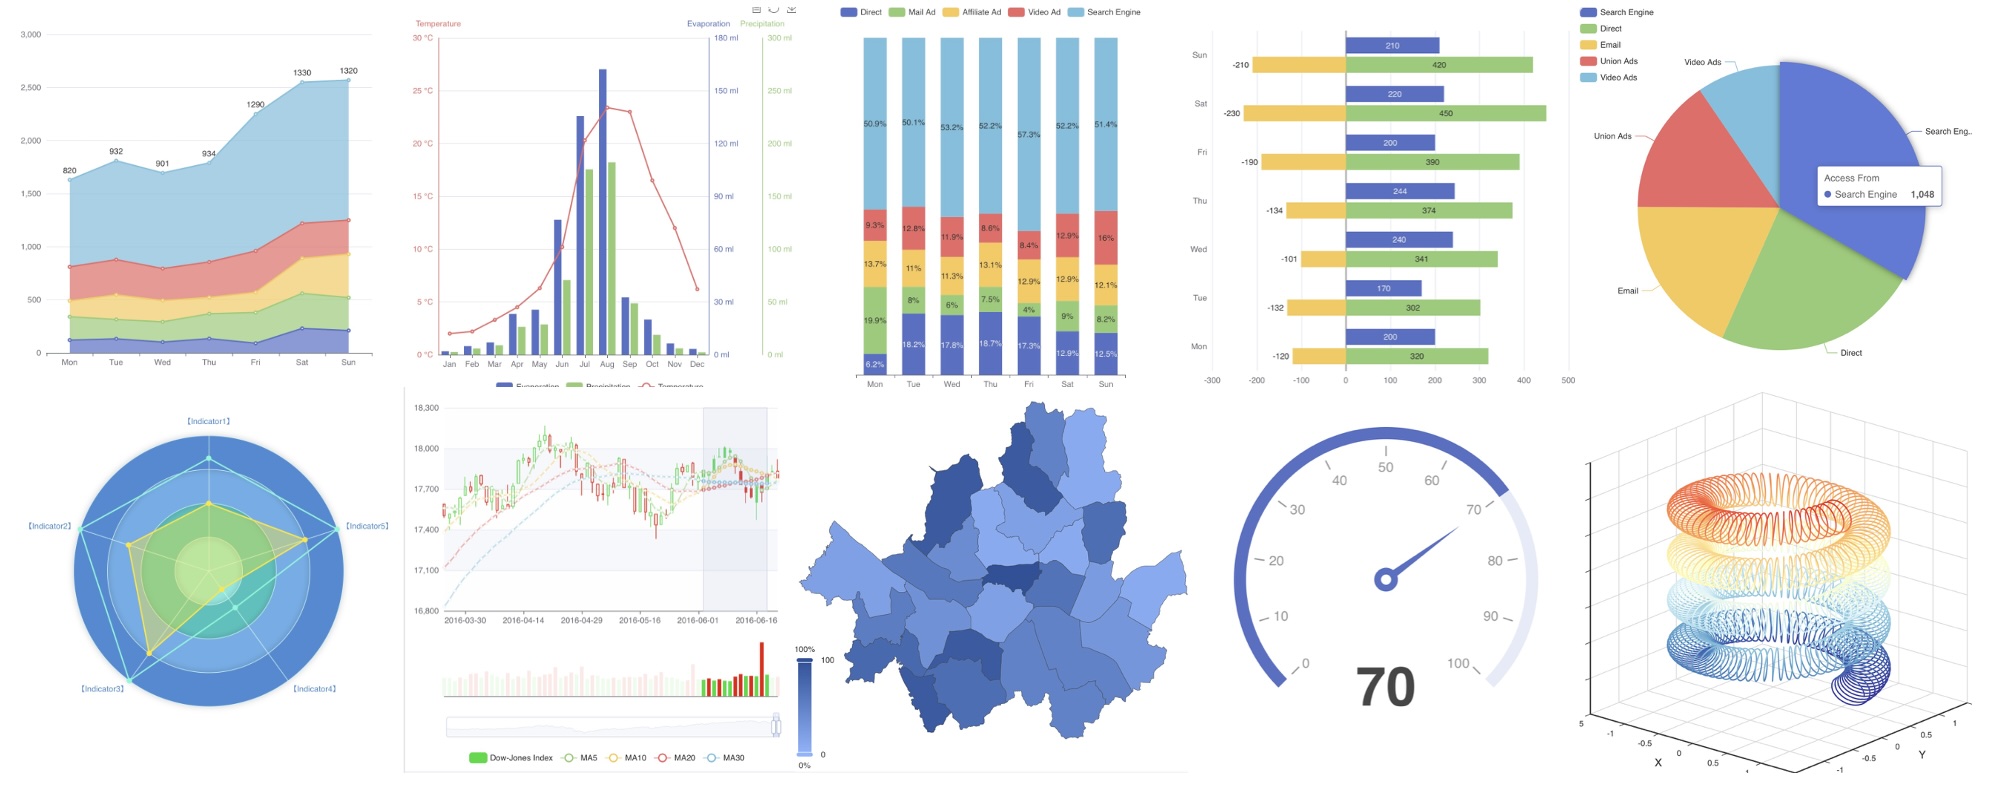 3,000
2,500
2,000
1,500
1,000
500
0
820
932
901
934
1290
1330
1320
Mon Tue Wed Thu Fri Sat Sun
Temperature
Evaporation Precipitation
30 °C 180 ml 300 ml
25 °C 150 ml 250 ml
20 °C 120 ml 200 ml
15 °C 90 ml 150 ml
10 °C 60 ml 100 ml
5 °C 30 ml 50 ml
0 °C 0 ml 0 ml
Jan Feb Mar Apr May Jun Jul Aug Sep Oct Nov Dec
Evaporation Precipitation Temperature
Direct Mail Ad Affiliate Ad Video Ad Search Engine
50.9% 50.1% 53.2% 52.2% 57.3% 52.2% 51.4%
9.3% 12.8% 11.9% 8.6% 8.4% 12.9% 16%
13.7% 11% 11.3% 13.1% 12.9% 12.9% 12.1%
19.9% 8% 6% 7.5% 4% 9% 8.2%
6.2% 18.2% 17.8% 18.7% 17.3% 12.9% 12.5%
Mon Tue Wed Thu Fri Sat Sun
Sun -210 210 420
Sat -230 220 450
Fri -190 200 390
Thu -134 244 374
Wed -101 240 341
Tue -132 170 302
Mon -120 200 320
-300 -200 -100 0 100 200 300 400 500
Search Engine
Direct
Email
Union Ads
Video Ads
Video Ads
Search Eng..
Union Ads
Access From
Search Engine 1,048
Email
Direct
【Indicator1】
【Indicator2】
【Indicator5】
【Indicator3】
【Indicator4】
18,300
18,000
17,700
17,400
17,100
16,800
2016-03-30 2016-04-14 2016-04-29 2016-05-16 2016-06-01 2016-06-16
Dow-Jones Index MA5 MA10 MA20 MA30
100%
100
0
0%
0
10
20
30
40
50
60
70
80
90
100
70
5
-1 -0.5 0 0.5 1
X
-1 -0.5 0 0.5 1
Y